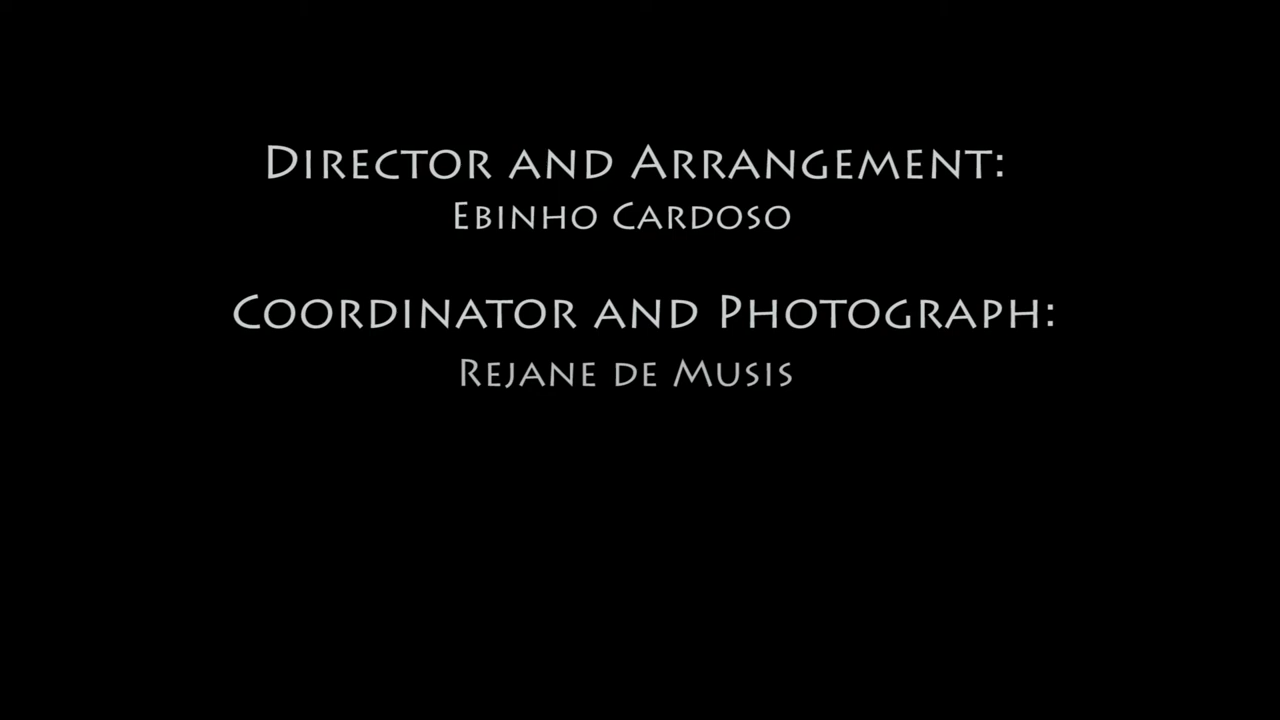 Director and Arrangement:
Ebinho Cardoso
Coordinator and Photograph:
Rejane de Musis